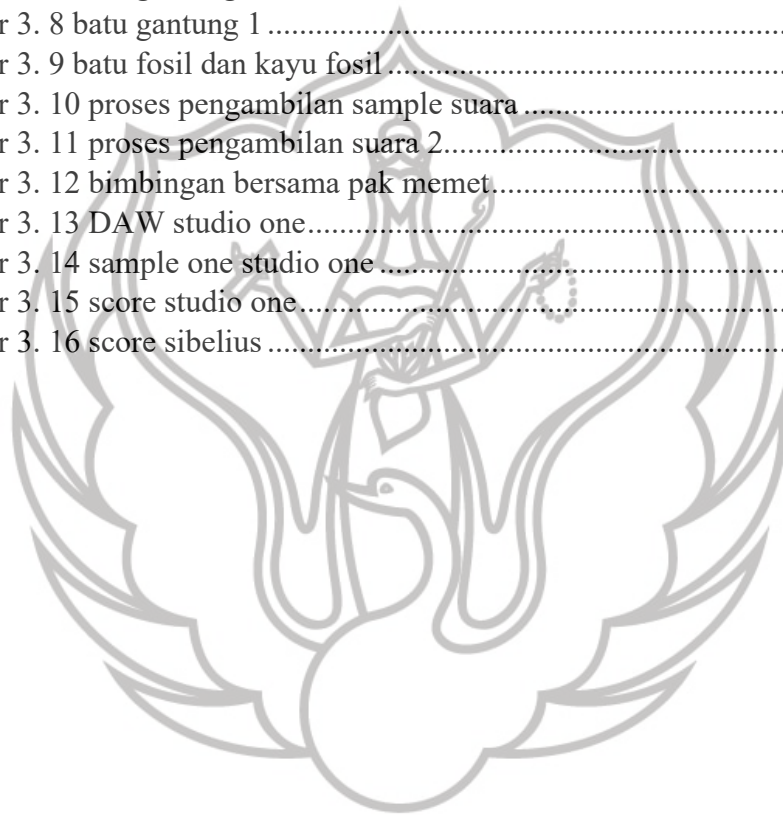 r 3. 8 batu gantung 1
r 3. 9 batu fosil dan kayu fosil
r 3. 10 proses pengambilan sample suara
r 3. 11 proses pengambilan suara 2
r 3. 12 bimbingan bersama pak memet
r 3. 13 DAW studio one
r 3. 14 sample one studio one
r 3. 15 score studio one
r 3. 16 score sibelius